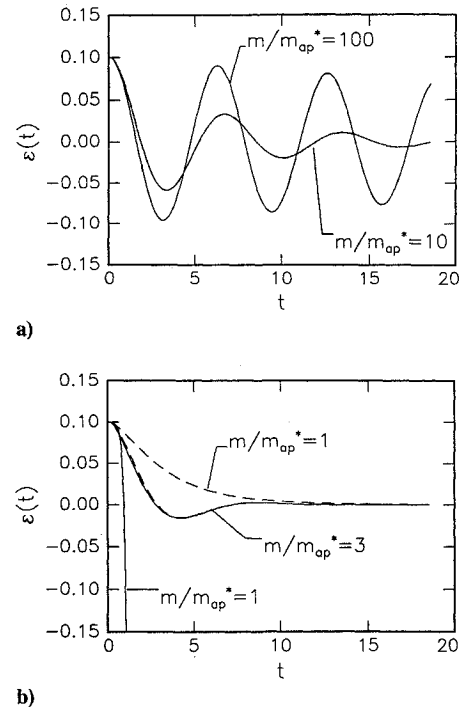 0.15
0.10
0.05
0.00
-0.05
-0.10
-0.15
ε(t)
m/m_ap*=100
m/m_ap*=10
0 5 10 15 20
t
a)
0.15
0.10
0.05
0.00
-0.05
-0.10
-0.15
ε(t)
m/m_ap*=1
m/m_ap*=3
m/m_ap*=1
0 5 10 15 20
t
b)